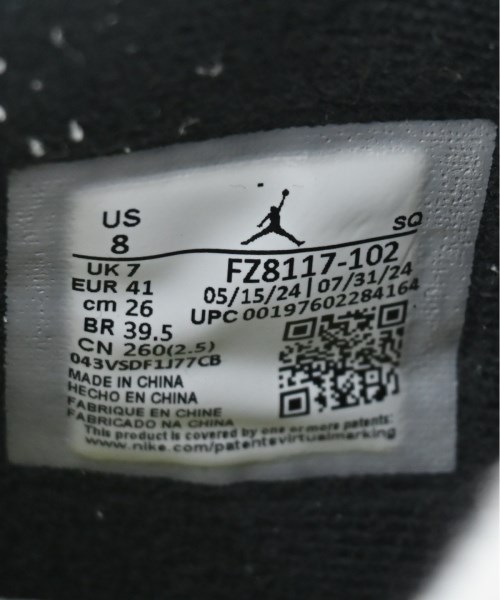 US
8
UK 7
EUR 41
cm 26
BR 39.5
CN 260(2.5)
043VSDF1J77CB
MADE IN CHINA
HECHO EN CHINA
FABRIQUE EN CHINE
FABRICADO NA CHINA
SQ
FZ8117-102
05/15/24 | 07/31/24
UPC 00197602284164
This product is covered by one or more patents:
www.nike.com/patentsvirtualmarking